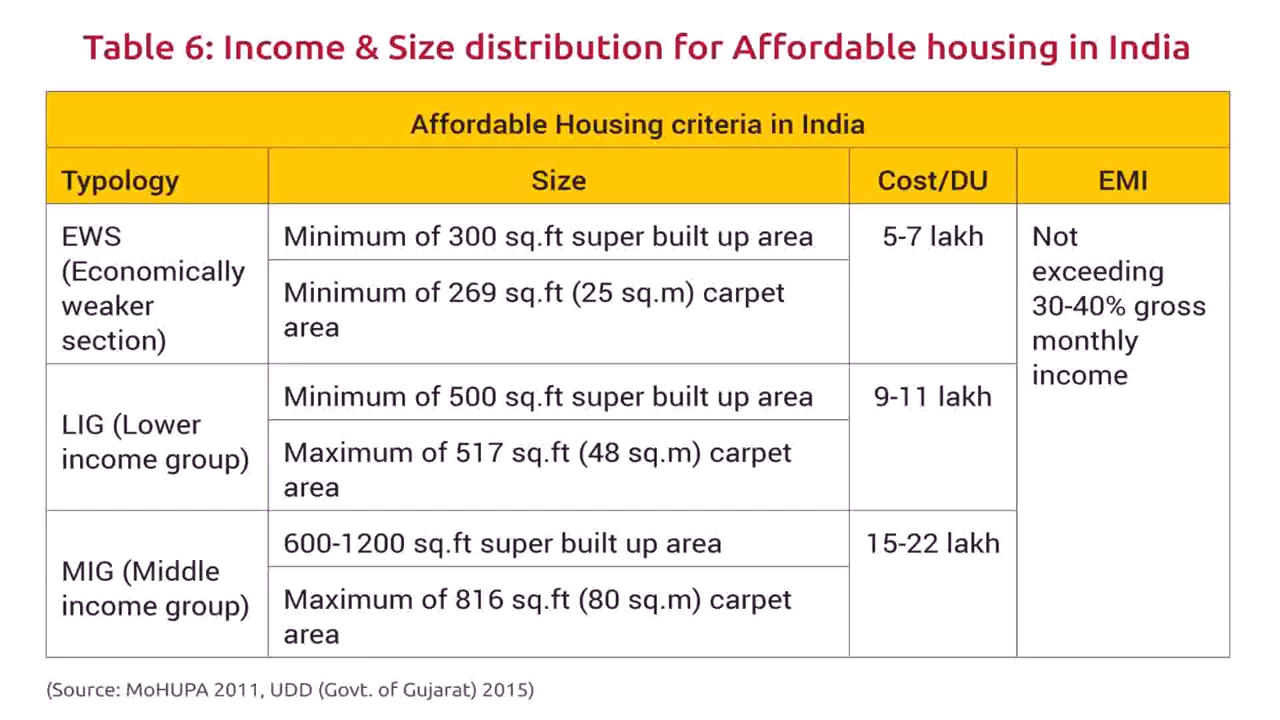 Table 6: Income & Size distribution for Affordable housing in India
Affordable Housing criteria in India
Typology
Size
Cost/DU
EMI
EWS
(Economically
weaker
section)
Minimum of 300 sq.ft super built up area
Minimum of 269 sq.ft (25 sq.m) carpet
area
5-7 lakh
Not
exceeding
30-40% gross
monthly
income
LIG (Lower
income group)
Minimum of 500 sq.ft super built up area
Maximum of 517 sq.ft (48 sq.m) carpet
area
9-11 lakh
MIG (Middle
income group)
600-1200 sq.ft super built up area
Maximum of 816 sq.ft (80 sq.m) carpet
area
15-22 lakh
(Source: MoHUPA 2011, UDD (Govt. of Gujarat) 2015)